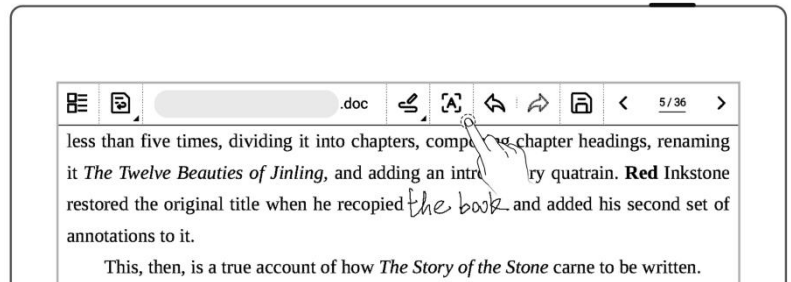 .doc 5 / 36
less than five times, dividing it into chapters, chapter headings, renaming
it The Twelve Beauties of Jinling, and adding an quatrain. Red Inkstone
restored the original title when he recopied the book and added his second set of
annotations to it.
This, then, is a true account of how The Story of the Stone carne to be written.